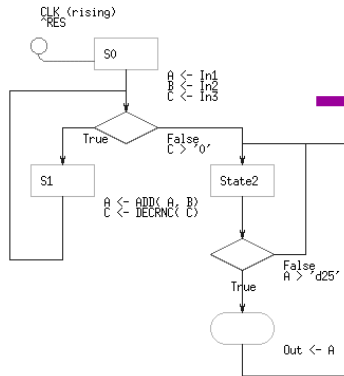 CLK (rising)
^RES
S0
A <- In1
B <- In2
C <- In3
True
False
C > '0'
S1
State2
A <- ADD( A, B)
C <- DECRNC( C)
False
A > 'd25'
True
Out <- A